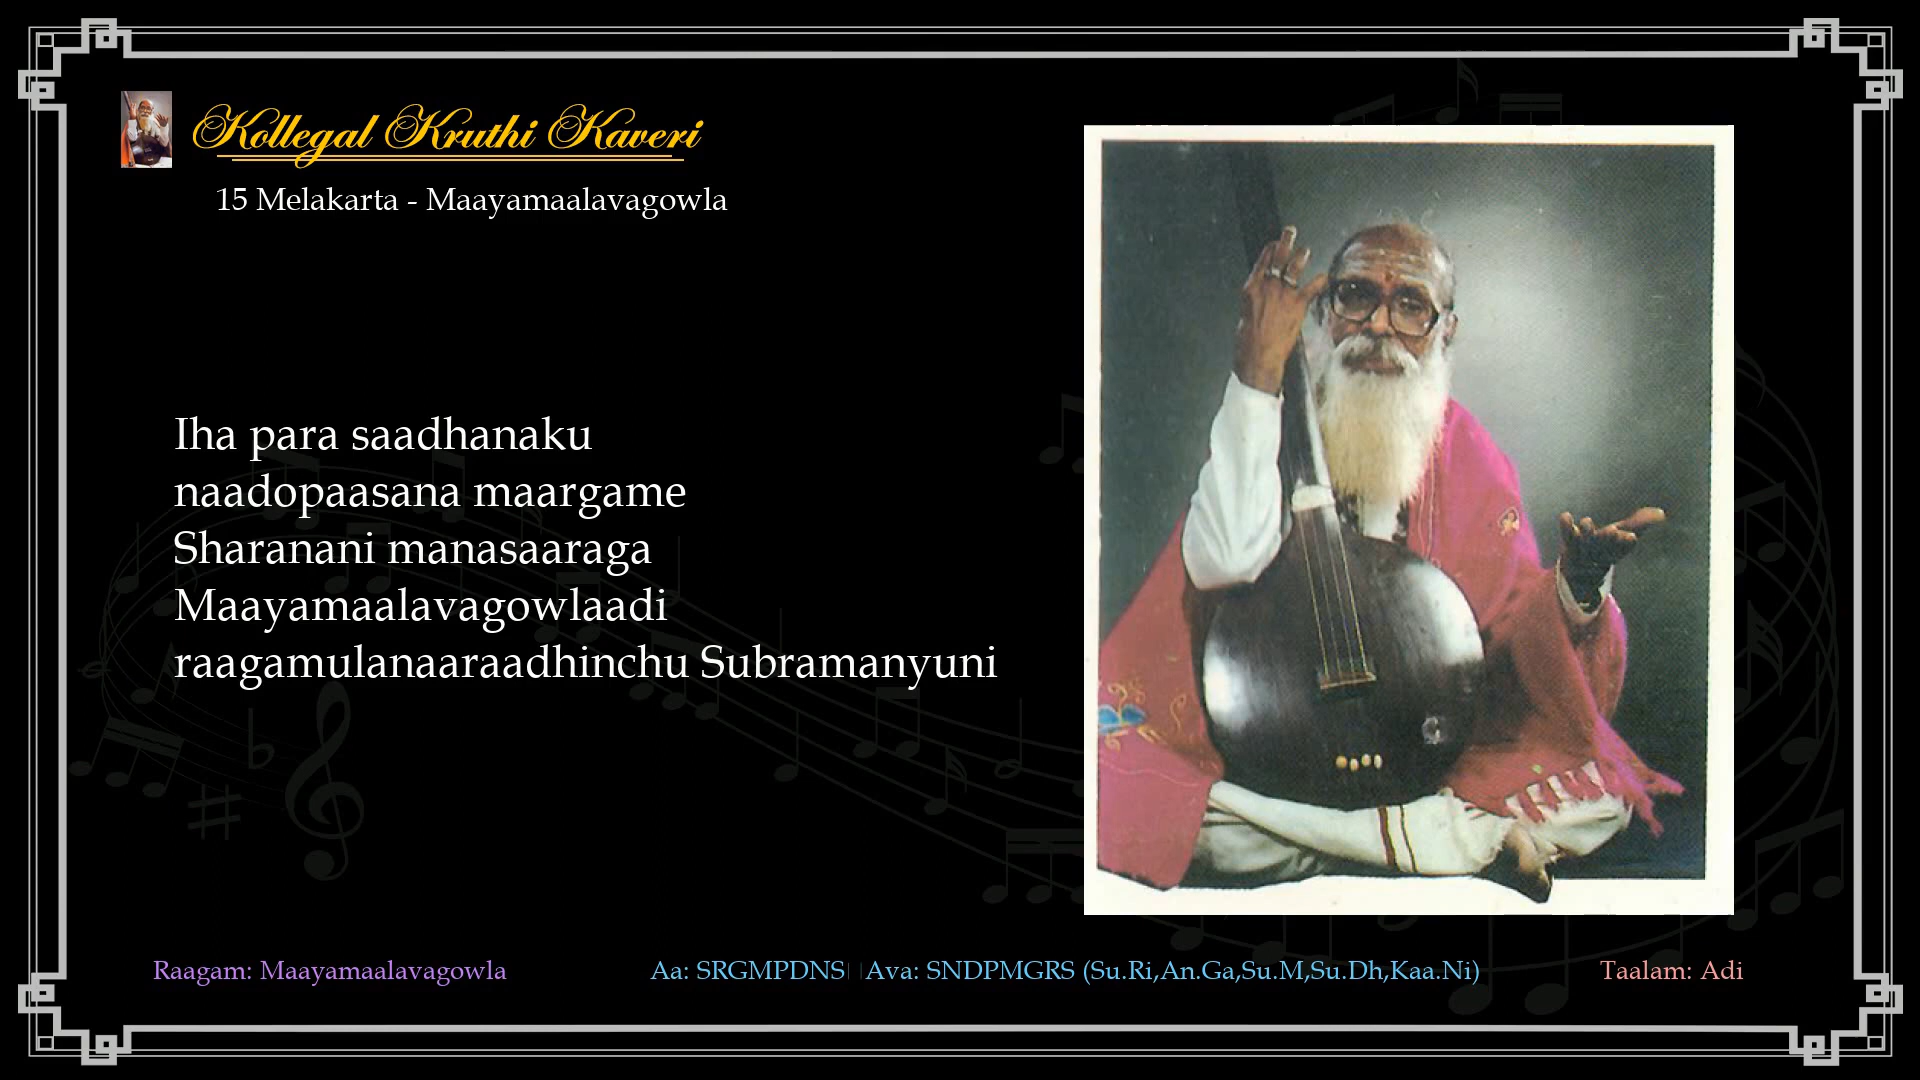 Kollegal Kruthi Kaveri
15 Melakarta - Maayamaalavagowla
Iha para saadhanaku
naadopaasana maargame
Sharanani manasaaraga
Maayamaalavagowlaadi
raagamulanaaraadhinchu Subramanyuni
Raagam: Maayamaalavagowla
Aa: SRGMPDNS Ava: SNDPMGRS (Su.Ri,An.Ga,Su.M,Su.Dh,Kaa.Ni)
Taalam: Adi